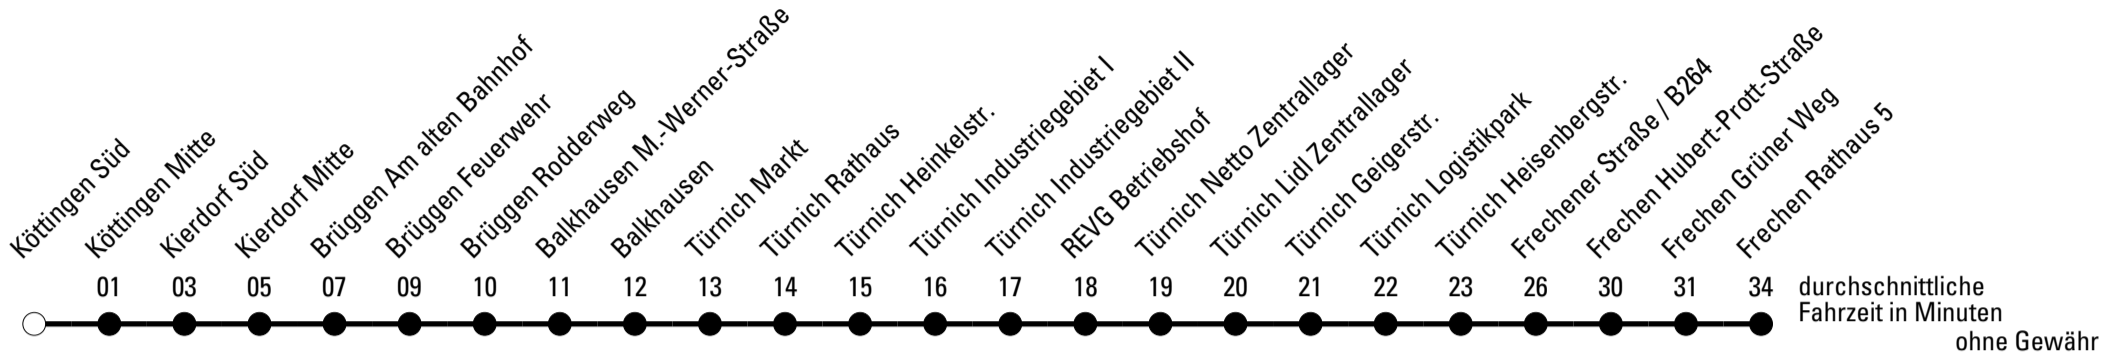 Köttingen Süd
Köttingen Mitte
Kierdorf Süd
Kierdorf Mitte
Brüggen Am alten Bahnhof
Brüggen Feuerwehr
Brüggen Rodderweg
Balkhausen M.-Werner-Straße
Balkhausen
Türnich Markt
Türnich Rathaus
Türnich Heinkelstr.
Türnich Industriegebiet I
Türnich Industriegebiet II
REVG Betriebshof
Türnich Netto Zentrallager
Türnich Lidl Zentrallager
Türnich Geigerstr.
Türnich Logistikpark
Türnich Heisenbergstr.
Frechener Straße / B264
Frechen Hubert-Prott-Straße
Frechen Grüner Weg
Frechen Rathaus 5
01 03 05 07 09 10 11 12 13 14 15 16 17 18 19 20 21 22 23 26 30 31 34
durchschnittliche
Fahrzeit in Minuten
ohne Gewähr